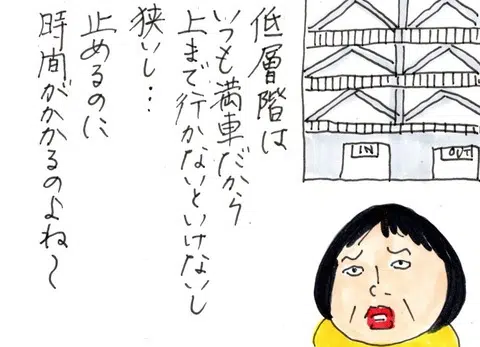 低層階は
いつも満車だから
上まで行かないといけないし
狭いし…
止めるのに
時間がかかるのよね〜
IN
OUT